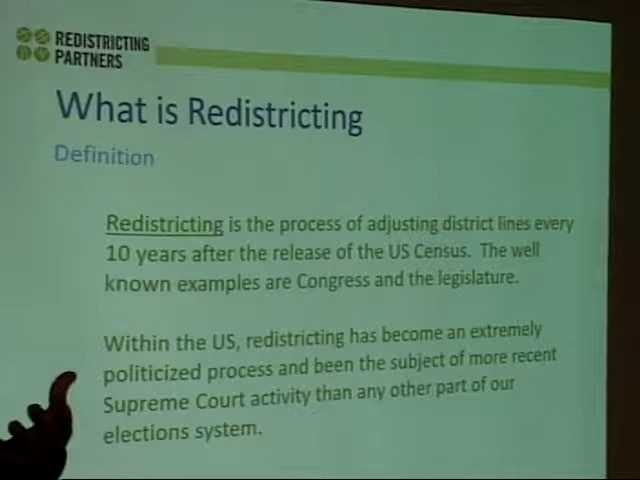 REDISTRICTING
PARTNERS
What is Redistricting
Definition
Redistricting is the process of adjusting district lines every
10 years after the release of the US Census. The well
known examples are Congress and the legislature.
Within the US, redistricting has become an extremely
politicized process and been the subject of more recent
Supreme Court activity than any other part of our
elections system.